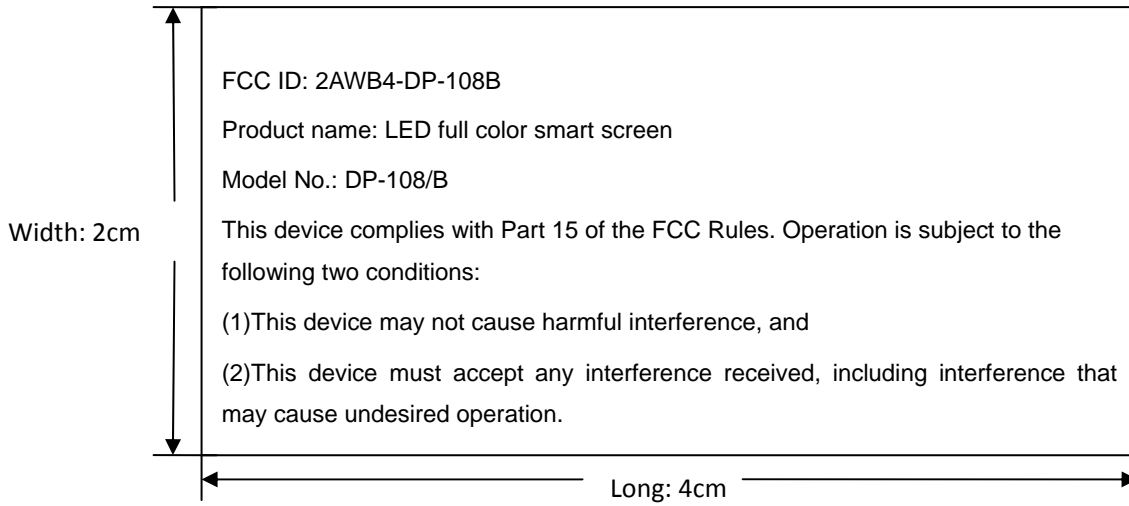 FCC ID: 2AWB4-DP-108B
Product name: LED full color smart screen
Model No.: DP-108/B
Width: 2cm
This device complies with Part 15 of the FCC Rules. Operation is subject to the
following two conditions:
(1)This device may not cause harmful interference, and
(2)This device must accept any interference received, including interference that
may cause undesired operation.
Long: 4cm